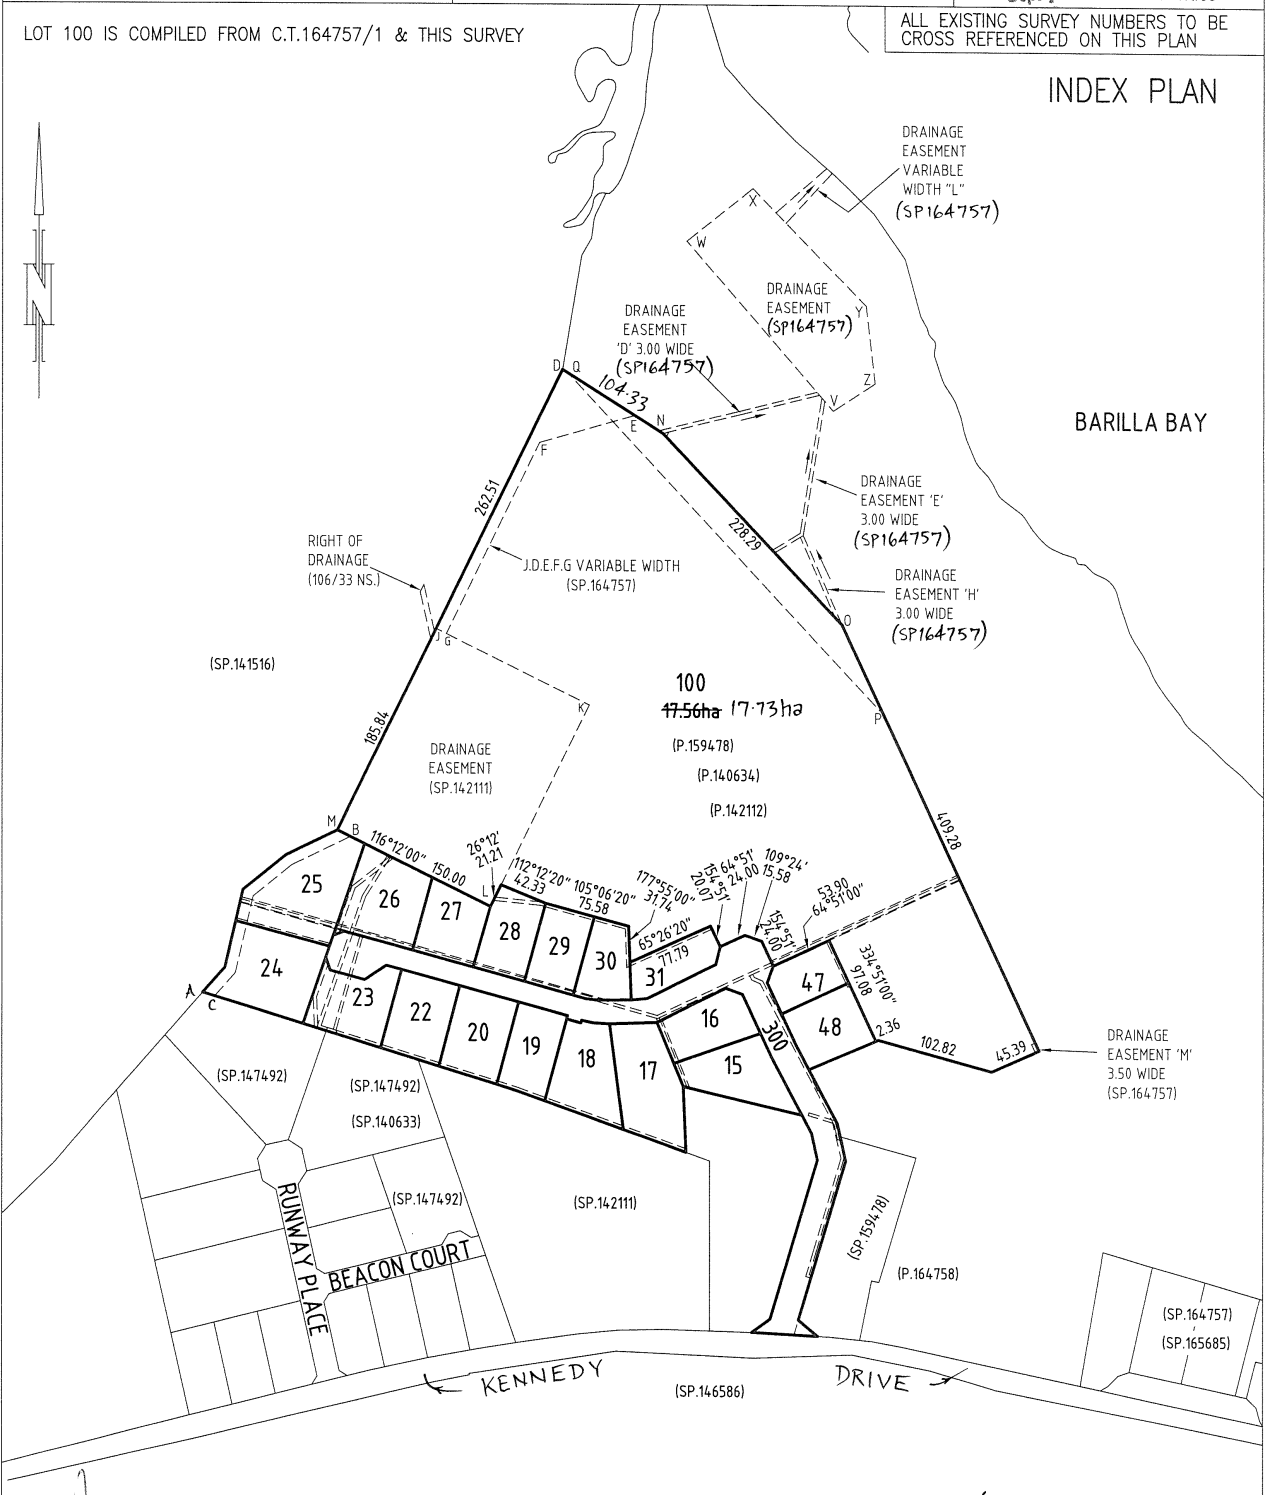 LOT 100 IS COMPILED FROM C.T.164757/1 & THIS SURVEY
ALL EXISTING SURVEY NUMBERS TO BE
CROSS REFERENCED ON THIS PLAN
INDEX PLAN
N
DRAINAGE
EASEMENT
VARIABLE
WIDTH "L"
(SP164757)
X
W
DRAINAGE
EASEMENT
(SP164757)
Y
Z
V
DRAINAGE
EASEMENT
'D' 3.00 WIDE
(SP164757)
D
Q
104.33
E
N
F
BARILLA BAY
262.51
228.29
DRAINAGE
EASEMENT 'E'
3.00 WIDE
(SP164757)
RIGHT OF
DRAINAGE
(106/33 NS.)
J.D.E.F.G VARIABLE WIDTH
(SP.164757)
DRAINAGE
EASEMENT 'H'
3.00 WIDE
(SP164757)
O
J
G
(SP.141516)
100
17.56ha 17.73ha
K
P
185.84
(P.159478)
DRAINAGE
EASEMENT
(SP.142111)
(P.140634)
(P.142112)
409.28
M
B
116°12'00" 150.00
26°12'
21.21
L
112°12'20"
42.33
105°06'20"
75.58
177°55'00"
31.74
154°51'
20.07
64°51'
24.00
109°24'
15.58
154°51'
24.00
53.90
64°51'00"
65°26'20"
77.79
334°51'00"
97.08
25
26
27
28
29
30
31
47
48
24
23
22
20
19
18
17
16
15
300
A
C
2.36
102.82
45.39
DRAINAGE
EASEMENT 'M'
3.50 WIDE
(SP.164757)
(SP.147492)
(SP.147492)
(SP.140633)
(SP.147492)
(SP.142111)
(SP.159478)
(P.164758)
RUNWAY PLACE
BEACON COURT
(SP.164757)
(SP.165685)
KENNEDY DRIVE
(SP.146586)